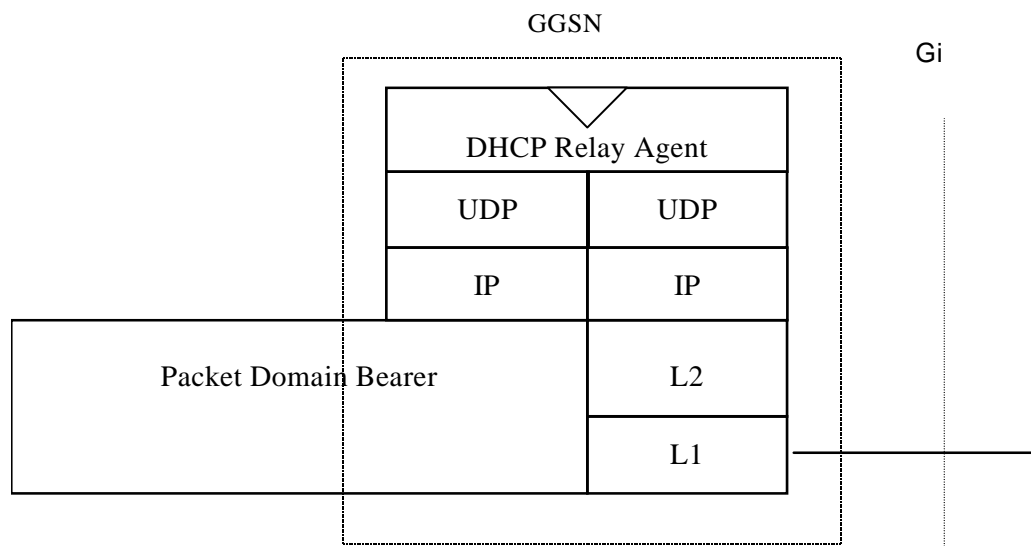 GGSN
Gi
DHCP Relay Agent
UDP UDP
IP IP
Packet Domain Bearer L2
L1